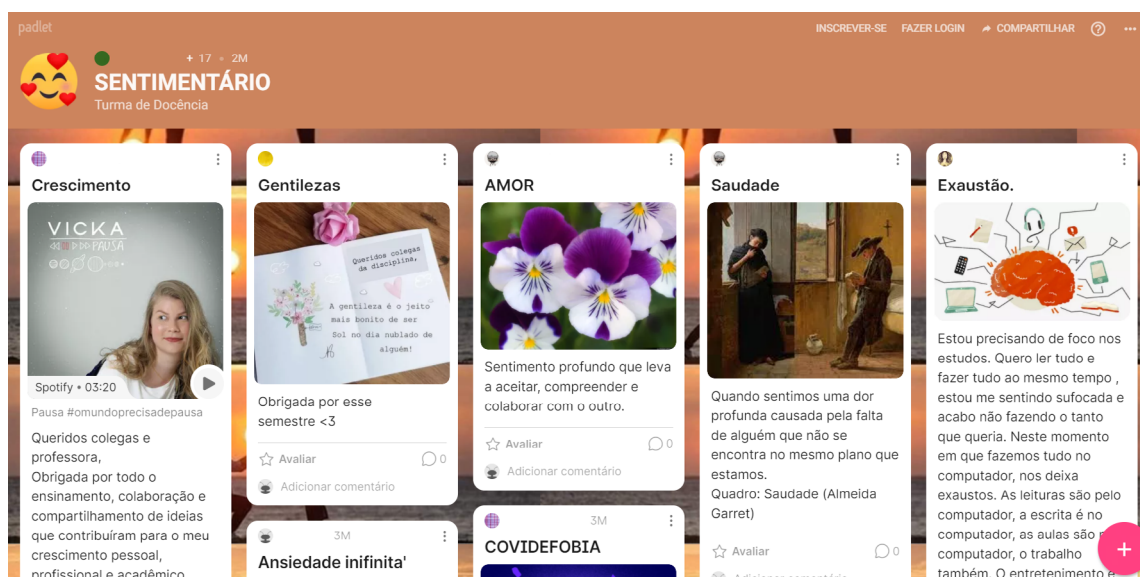 padlet
INSCREVER-SE FAZER LOGIN COMPARTILHAR
+ 17 • 2M
SENTIMENTÁRIO
Turma de Docência
Crescimento
VICKA
PAUSA
Spotify • 03:20
Pausa #omundoprecisadepausa
Queridos colegas e
professora,
Obrigada por todo o
ensinamento, colaboração e
compartilhamento de ideias
que contribuíram para o meu
crescimento pessoal,
profissional e acadêmico
Gentilezas
Queridos colegas
da disciplina,
A gentileza é o jeito
mais bonito de ser
Sol no dia nublado de
alguém!
Obrigada por esse
semestre <3
Avaliar 0
Adicionar comentário
3M
Ansiedade inifinita'
AMOR
Sentimento profundo que leva
a aceitar, compreender e
colaborar com o outro.
Avaliar 0
Adicionar comentário
3M
COVIDEFOBIA
Saudade
Quando sentimos uma dor
profunda causada pela falta
de alguém que não se
encontra no mesmo plano que
estamos.
Quadro: Saudade (Almeida
Garret)
Avaliar 0
Adicionar comentário
Exaustão.
Estou precisando de foco nos
estudos. Quero ler tudo e
fazer tudo ao mesmo tempo ,
estou me sentindo sufocada e
acabo não fazendo o tanto
que queria. Neste momento
em que fazemos tudo no
computador, nos deixa
exaustos. As leituras são pelo
computador, a escrita é no
computador, as aulas são
computador, o trabalho
também. O entretenimento é